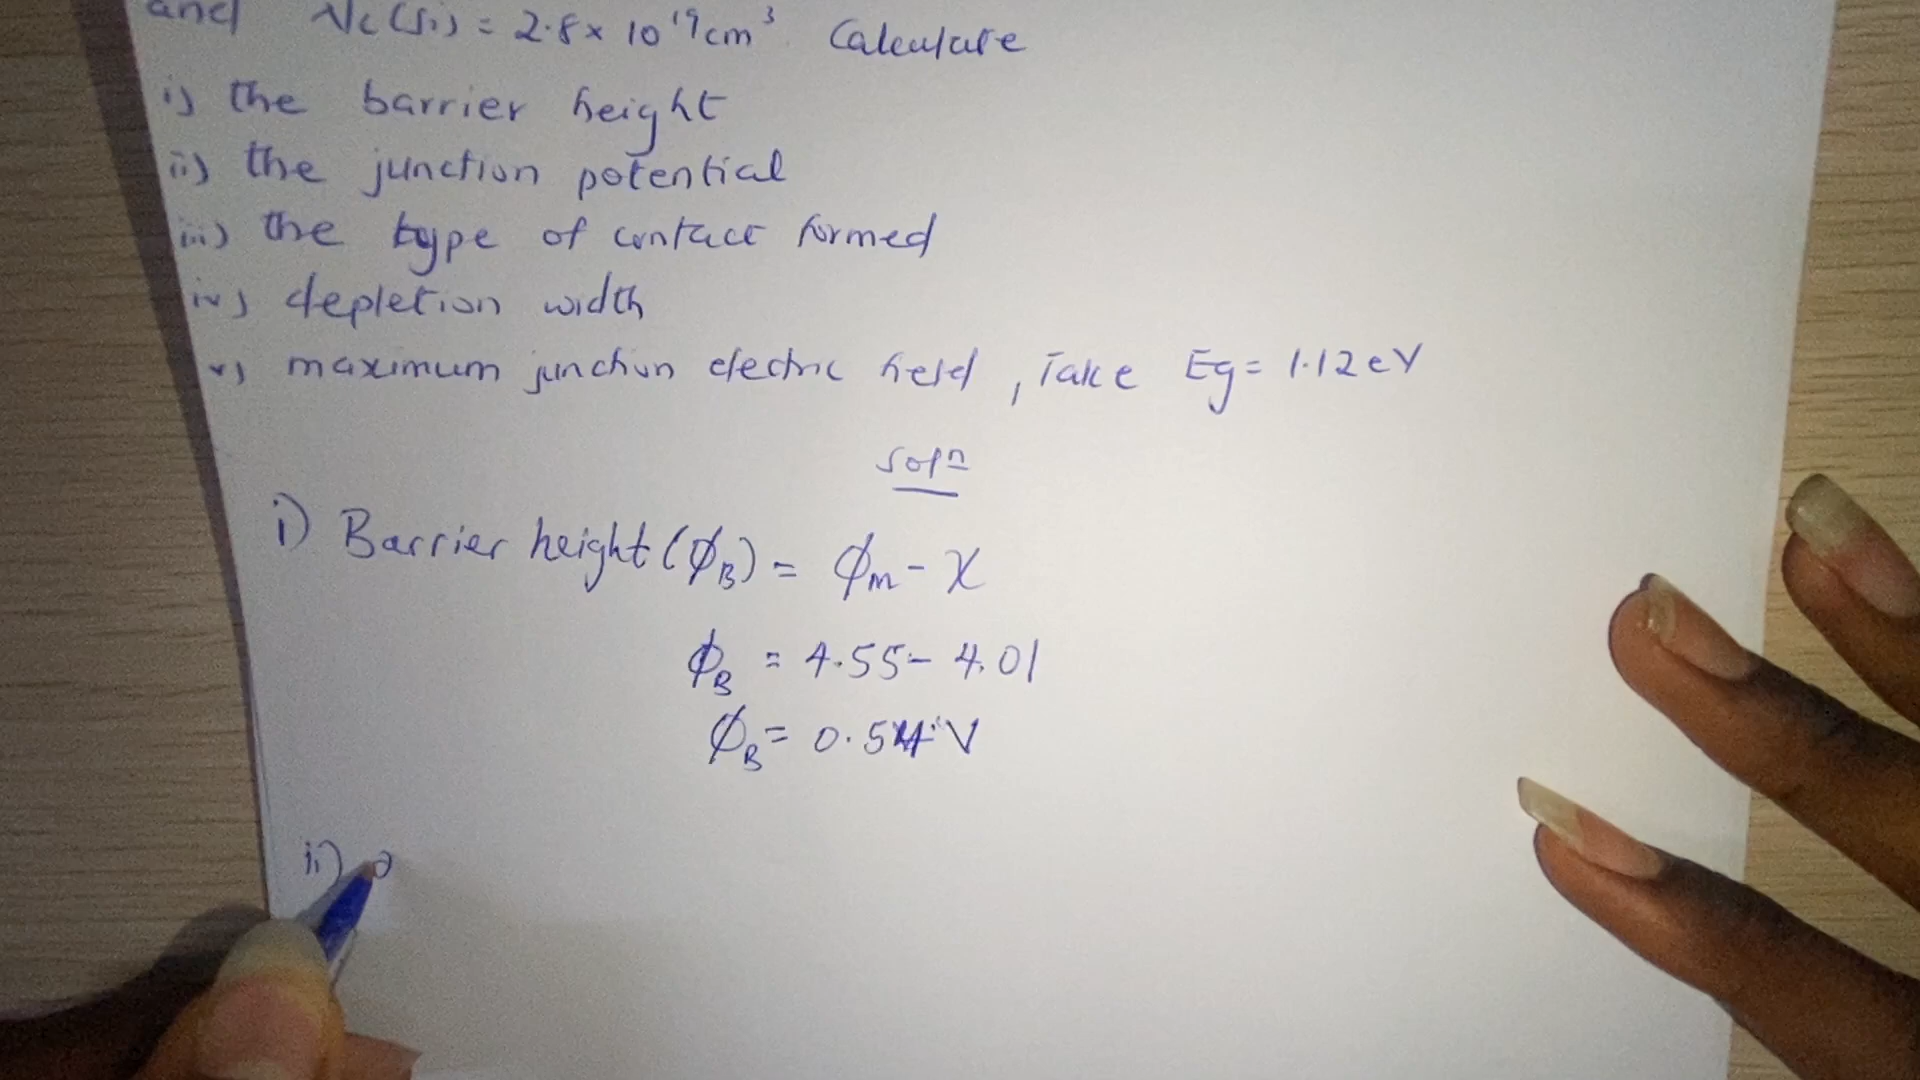 and Nc(Si) = 2.8 × 10¹⁹cm³. Calculate
i) the barrier height
ii) the junction potential
iii) the type of contact formed
iv) depletion width
v) maximum junction electric field, Take Eg = 1.12eV
Soln
i) Barrier height (ϕB) = ϕm - χ
ϕB = 4.55 - 4.01
ϕB = 0.54 V
ii)